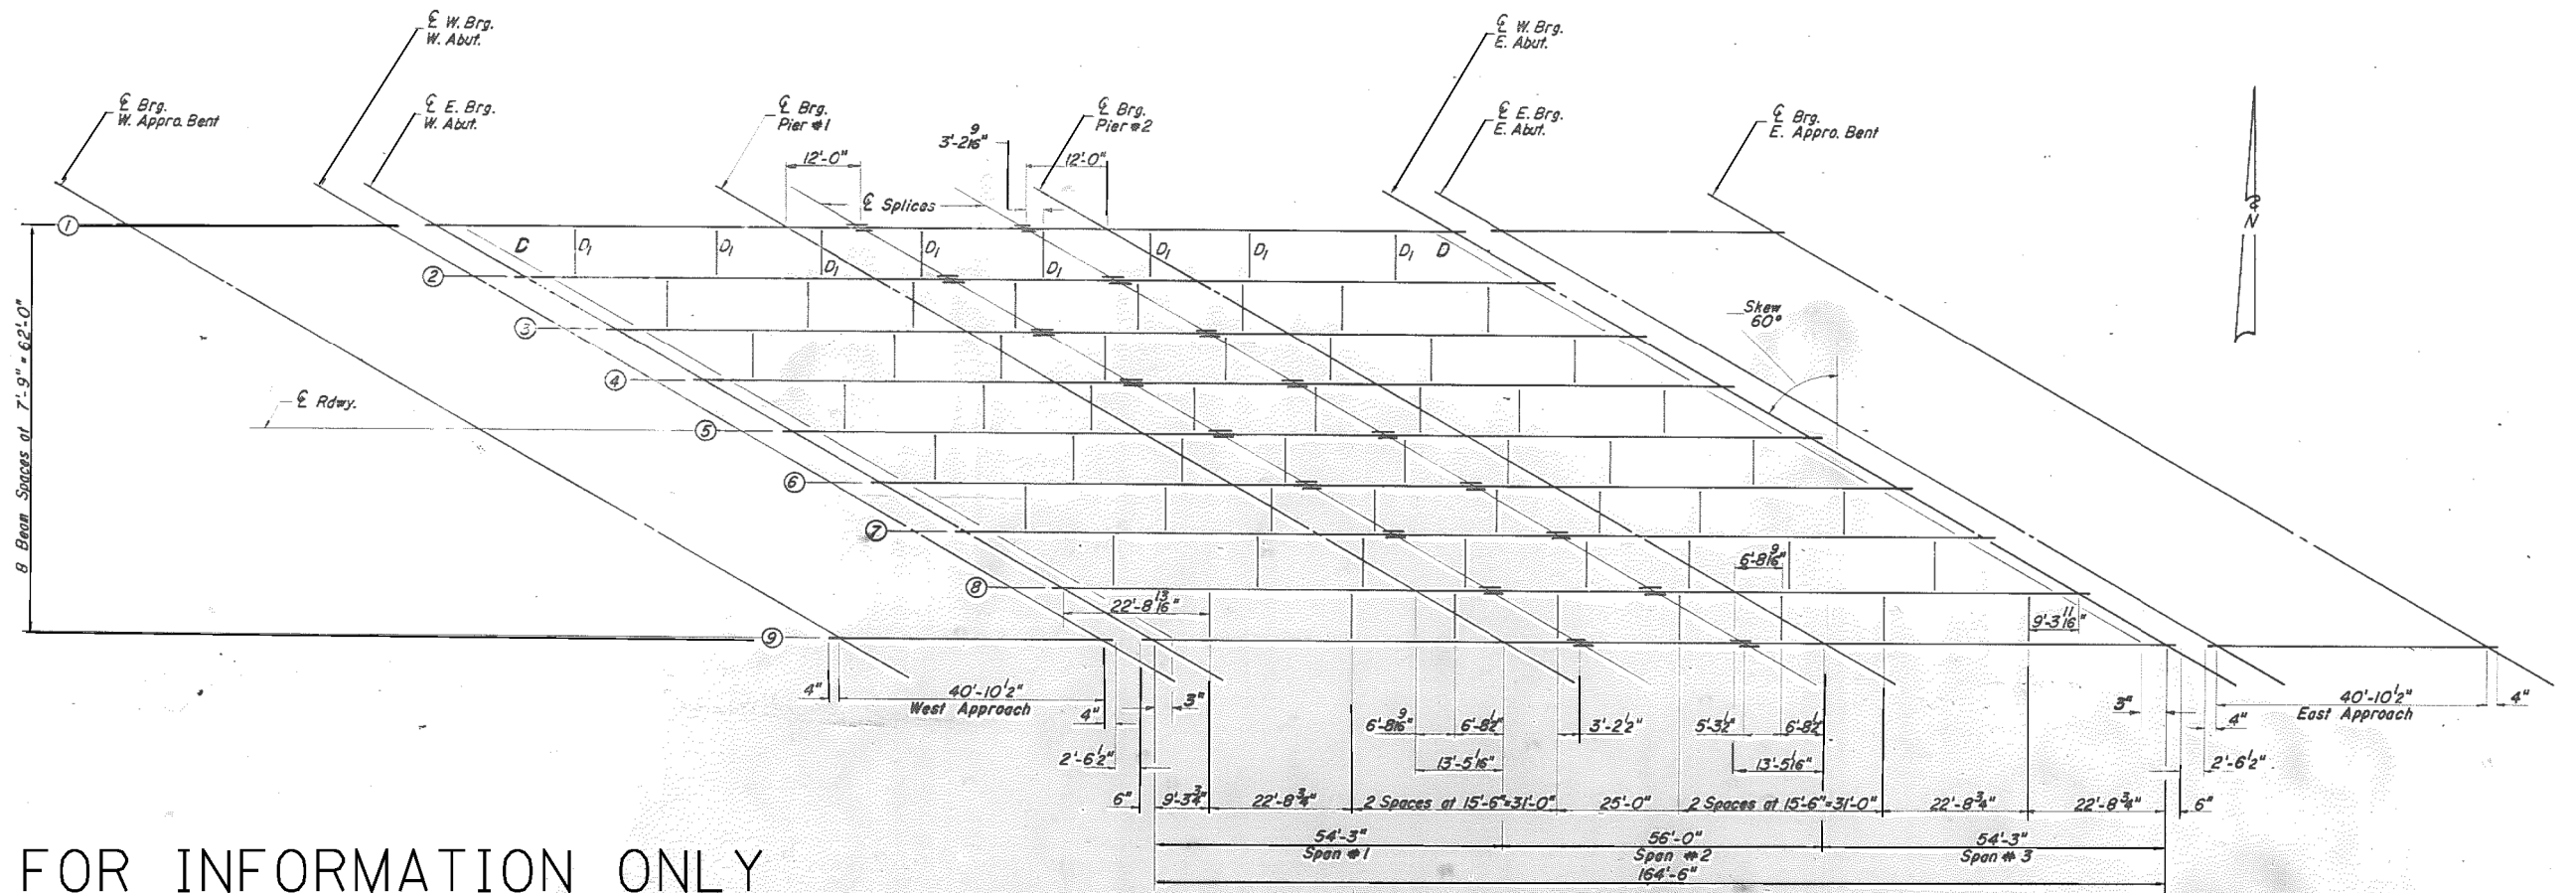 ℄ W. Brg.
W. Abut.
℄ W. Brg.
E. Abut.
℄ Brg.
W. Appro. Bent
℄ E. Brg.
W. Abut.
℄ Brg.
Pier #1
℄ Brg.
Pier #2
℄ E. Brg.
E. Abut.
℄ Brg.
E. Appro. Bent
3'-2 9/16"
12'-0"
12'-0"
℄ Splices
N
1
D D1 D1 D1 D1 D1 D1 D1 D1 D
2
3
Skew
60°
4
℄ Rdwy.
5
6
7
8
9
8 Beam Spaces at 7'-9" = 62'-0"
6'-8 9/16"
22'-8 13/16"
9'-3 11/16"
4"
40'-10 1/2"
West Approach
4"
3"
2'-6 1/2"
6'-8 9/16"
6'-8 1/2"
3'-2 1/2"
5'-3 1/2"
6'-8 1/2"
13'-5 1/16"
13'-5 1/16"
3"
4"
40'-10 1/2"
East Approach
4"
2'-6 1/2"
6"
9'-3 3/4"
22'-8 3/4"
2 Spaces at 15'-6"=31'-0"
25'-0"
2 Spaces at 15'-6"=31'-0"
22'-8 3/4"
22'-8 3/4"
6"
54'-3"
Span #1
56'-0"
Span #2
54'-3"
Span #3
164'-6"
FOR INFORMATION ONLY